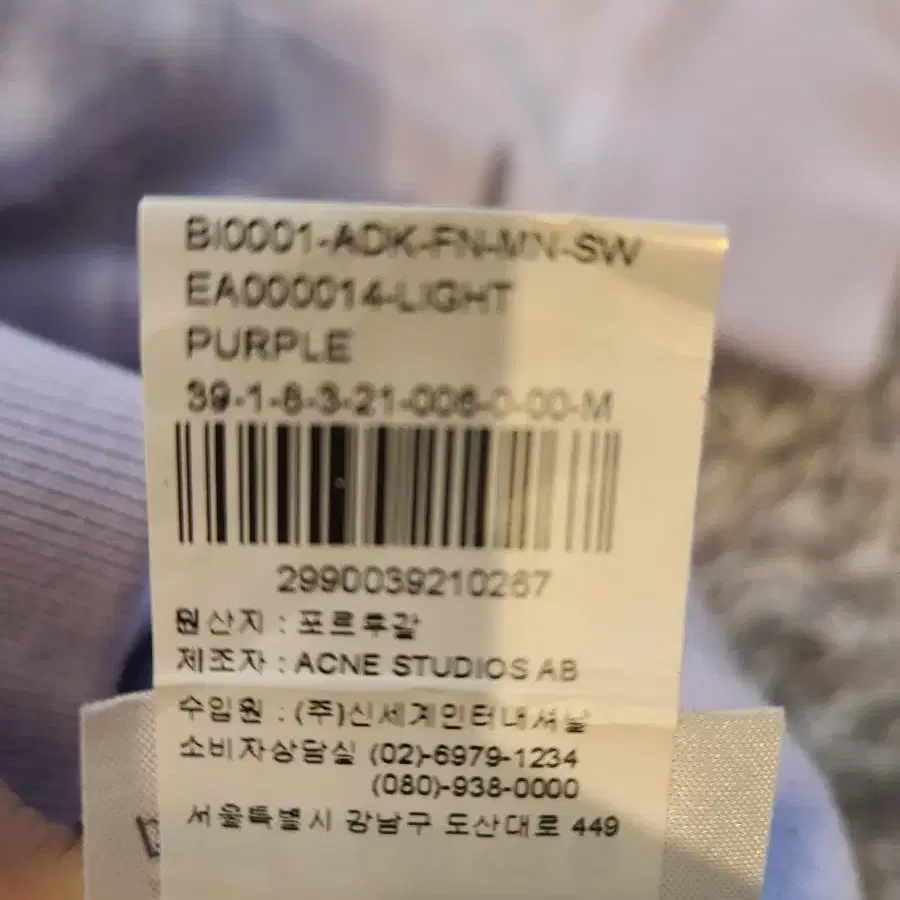 BI0001-ADK-FN-MN-SW
EA000014-LIGHT
PURPLE
39-1-8-3-21-006-0-00-M
2990039210267
원산지 : 포르투갈
제조자 : ACNE STUDIOS AB
수입원 : (주)신세계인터내셔날
소비자상담실 (02)-6979-1234
(080)-938-0000
서울특별시 강남구 도산대로 449